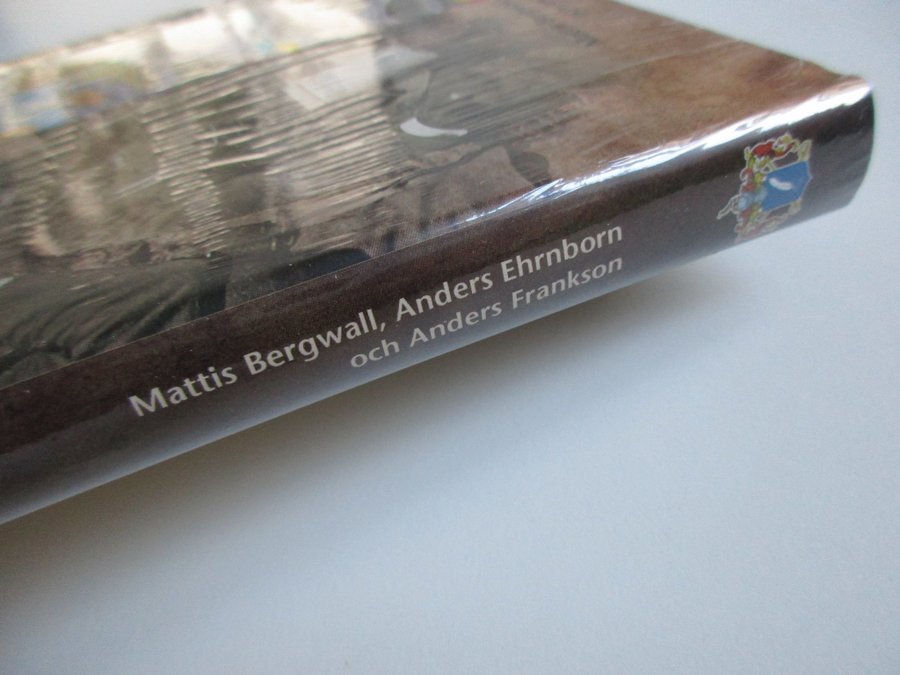 Mattis Bergwall, Anders Ehrnborn
och Anders Frankson